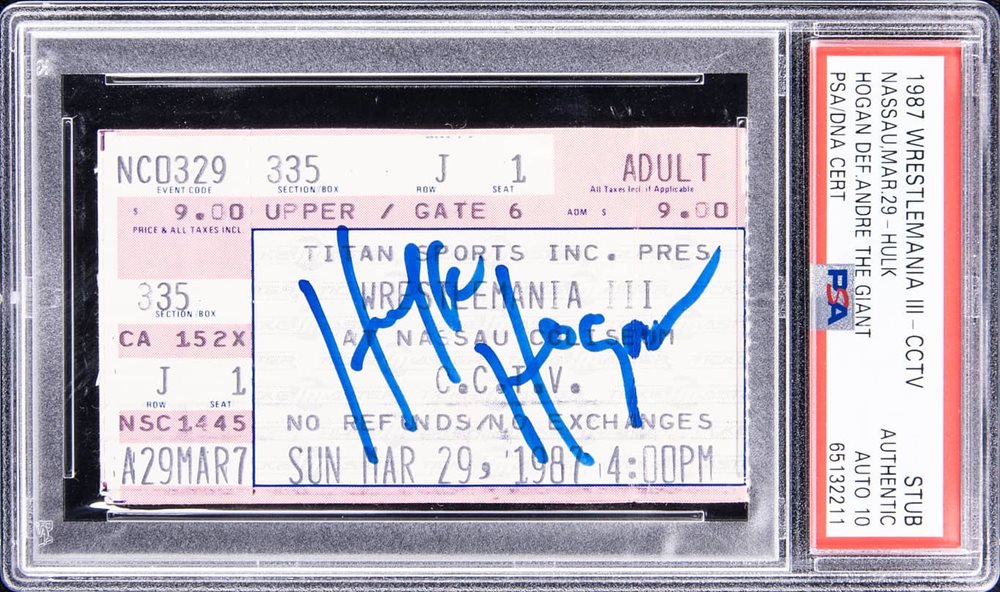 NC0329 335 J 1 ADULT
EVENT CODE SECTION/BOX ROW SEAT All Taxes Incl. if Applicable
$ 9.00 UPPER / GATE 6 ADM $ 9.00
PRICE & ALL TAXES INCL.
TITAN SPORTS INC. PRES
335 WRESTLEMANIA III
SECTION/BOX
CA 152X AT NASSAU COLISEUM
J 1 C.C.T.V.
ROW SEAT
NSC1445 NO REFUNDS/NO EXCHANGES
A29MAR7 SUN MAR 29, 1987 4:00PM
Hulk Hogan
1987 WRESTLEMANIA III - CCTV STUB
NASSAU.MAR.29 - HULK AUTHENTIC
HOGAN DEF.ANDRE THE GIANT AUTO 10
PSA/DNA CERT 65132211
PSA